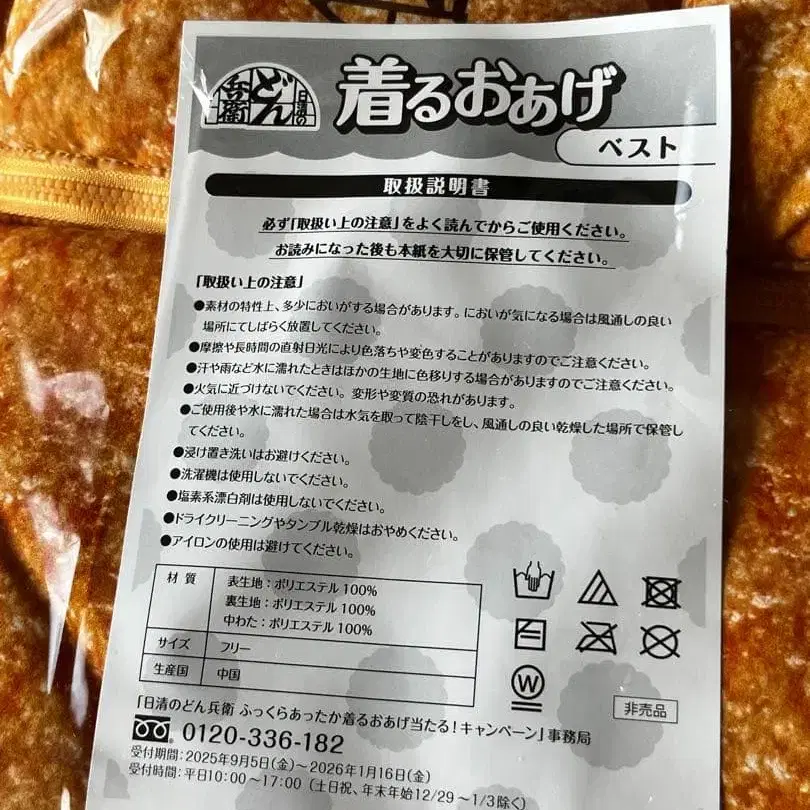 日清の
どん
兵衛
着るおあげ
ベスト
取扱説明書
必ず「取扱い上の注意」をよく読んでからご使用ください。
お読みになった後も本紙を大切に保管してください。
「取扱い上の注意」
●素材の特性上、多少においがする場合があります。においが気になる場合は風通しの良い
場所にてしばらく放置してください。
●摩擦や長時間の直射日光により色落ちや変色することがありますのでご注意ください。
●汗や雨など水に濡れたときはほかの生地に色移りする場合がありますのでご注意ください。
●火気に近づけないでください。変形や変質の恐れがあります。
●ご使用後や水に濡れた場合は水気を取って陰干しをし、風通しの良い乾燥した場所で保管し
てください。
●浸け置き洗いはお避けください。
●洗濯機は使用しないでください。
●塩素系漂白剤は使用しないでください。
●ドライクリーニングやタンブル乾燥はおやめください。
●アイロンの使用は避けてください。
材質 表生地：ポリエステル100%
裏生地：ポリエステル100%
中わた：ポリエステル100%
サイズ フリー
生産国 中国
W
非売品
「日清のどん兵衛 ふっくらあったか着るおあげ当たる！キャンペーン」事務局
0120-336-182
受付期間：2025年9月5日(金)～2026年1月16日(金)
受付時間：平日10:00～17:00（土日祝、年末年始12/29～1/3除く）